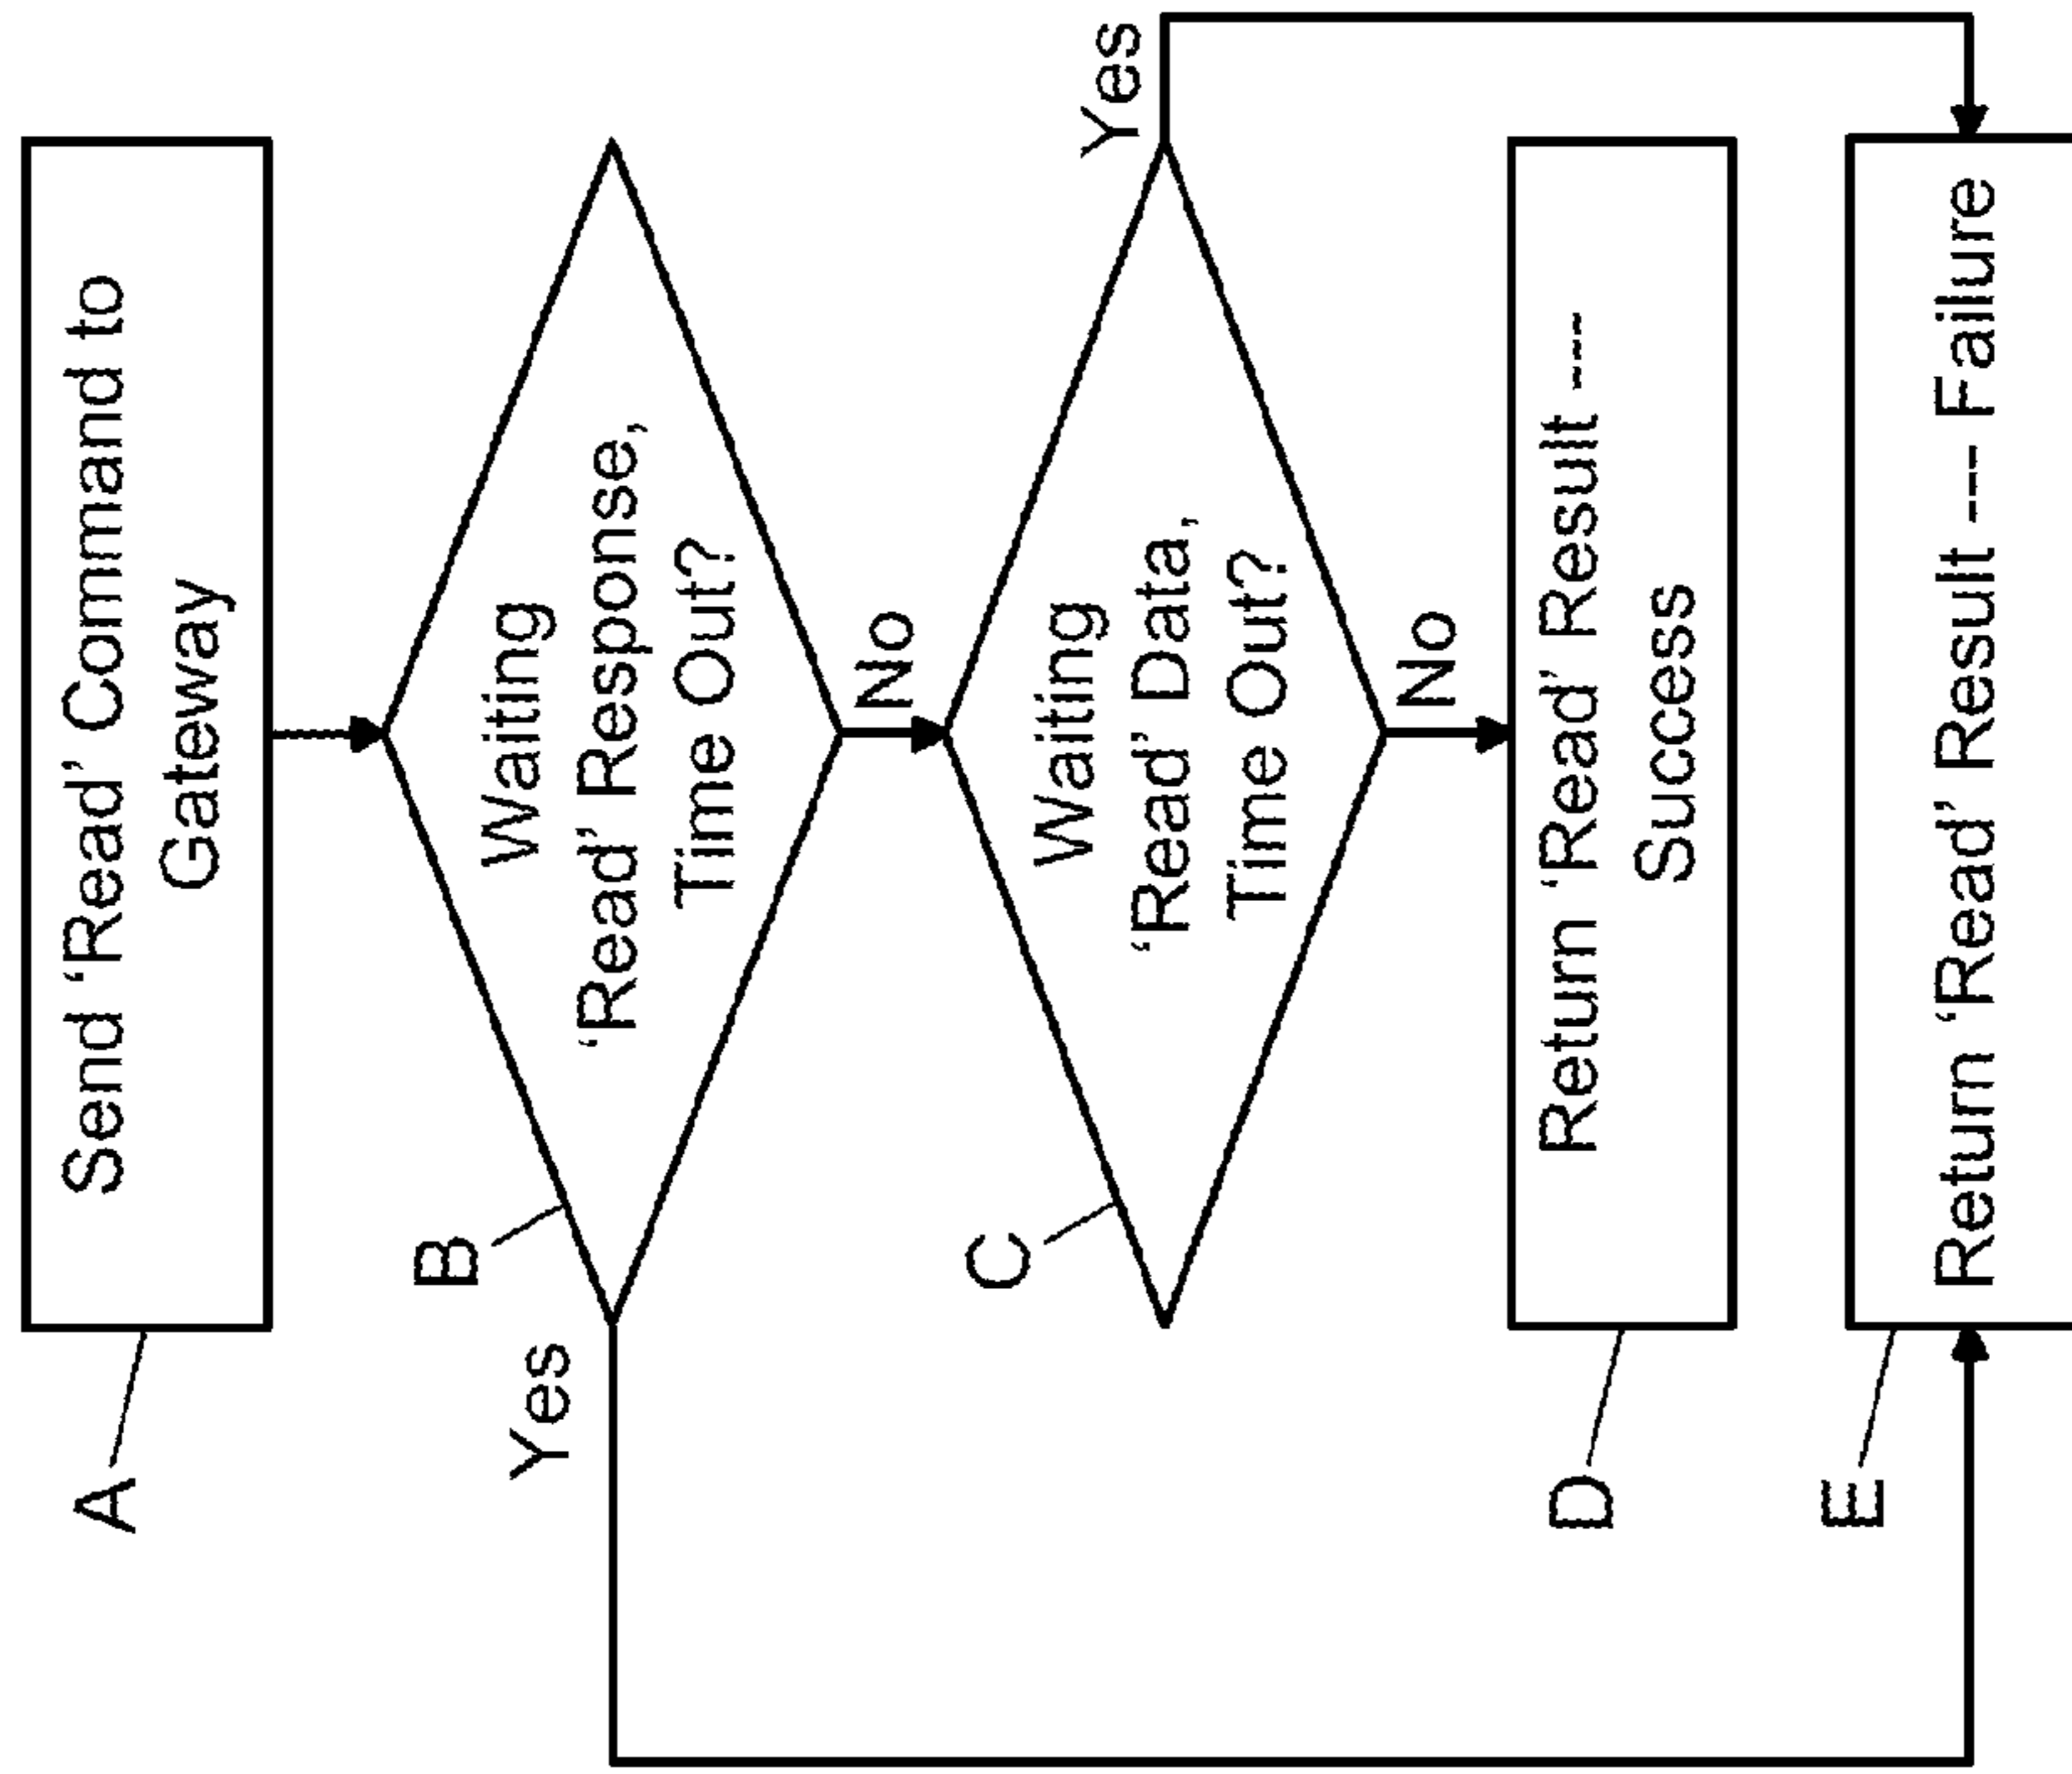 A
Send ‘Read’ Command to
Gateway
B
Waiting
‘Read’ Response,
Time Out?
Yes
No
C
Waiting
‘Read’ Data,
Time Out?
Yes
No
D
Return ‘Read’ Result ----
Success
E
Return ‘Read’ Result --- Failure